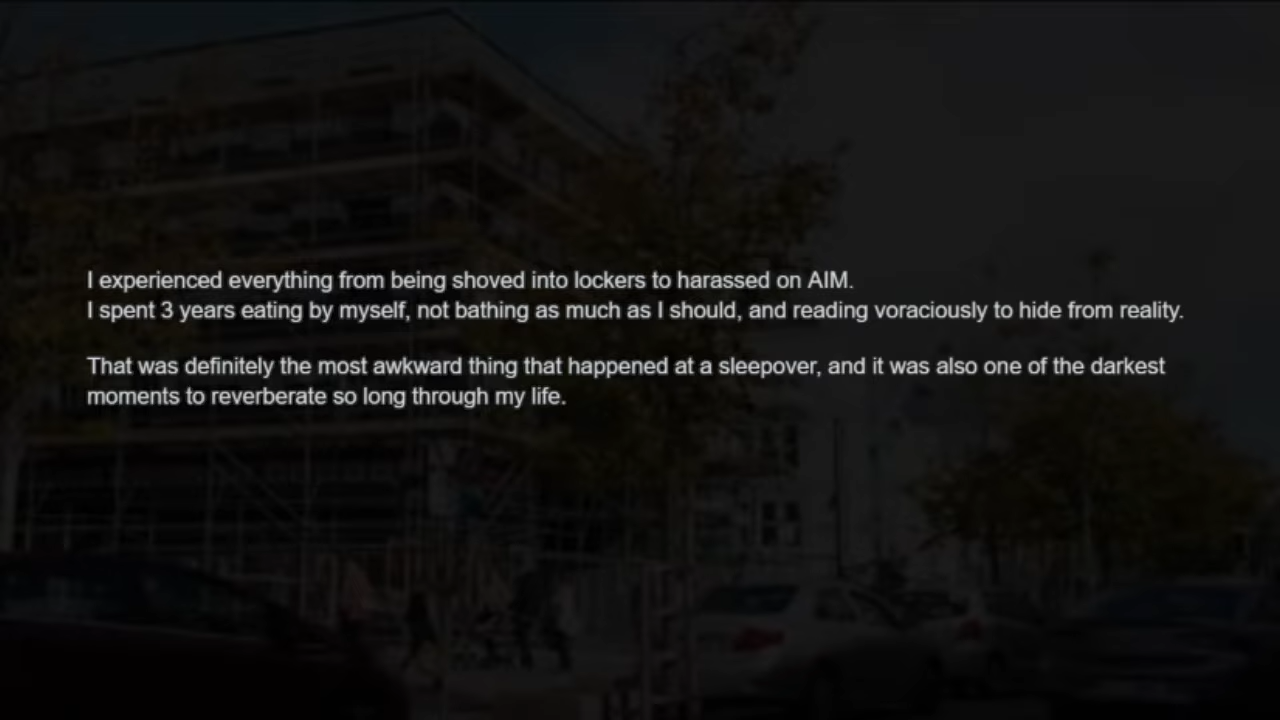 I experienced everything from being shoved into lockers to harassed on AIM.
I spent 3 years eating by myself, not bathing as much as I should, and reading voraciously to hide from reality.
That was definitely the most awkward thing that happened at a sleepover, and it was also one of the darkest
moments to reverberate so long through my life.